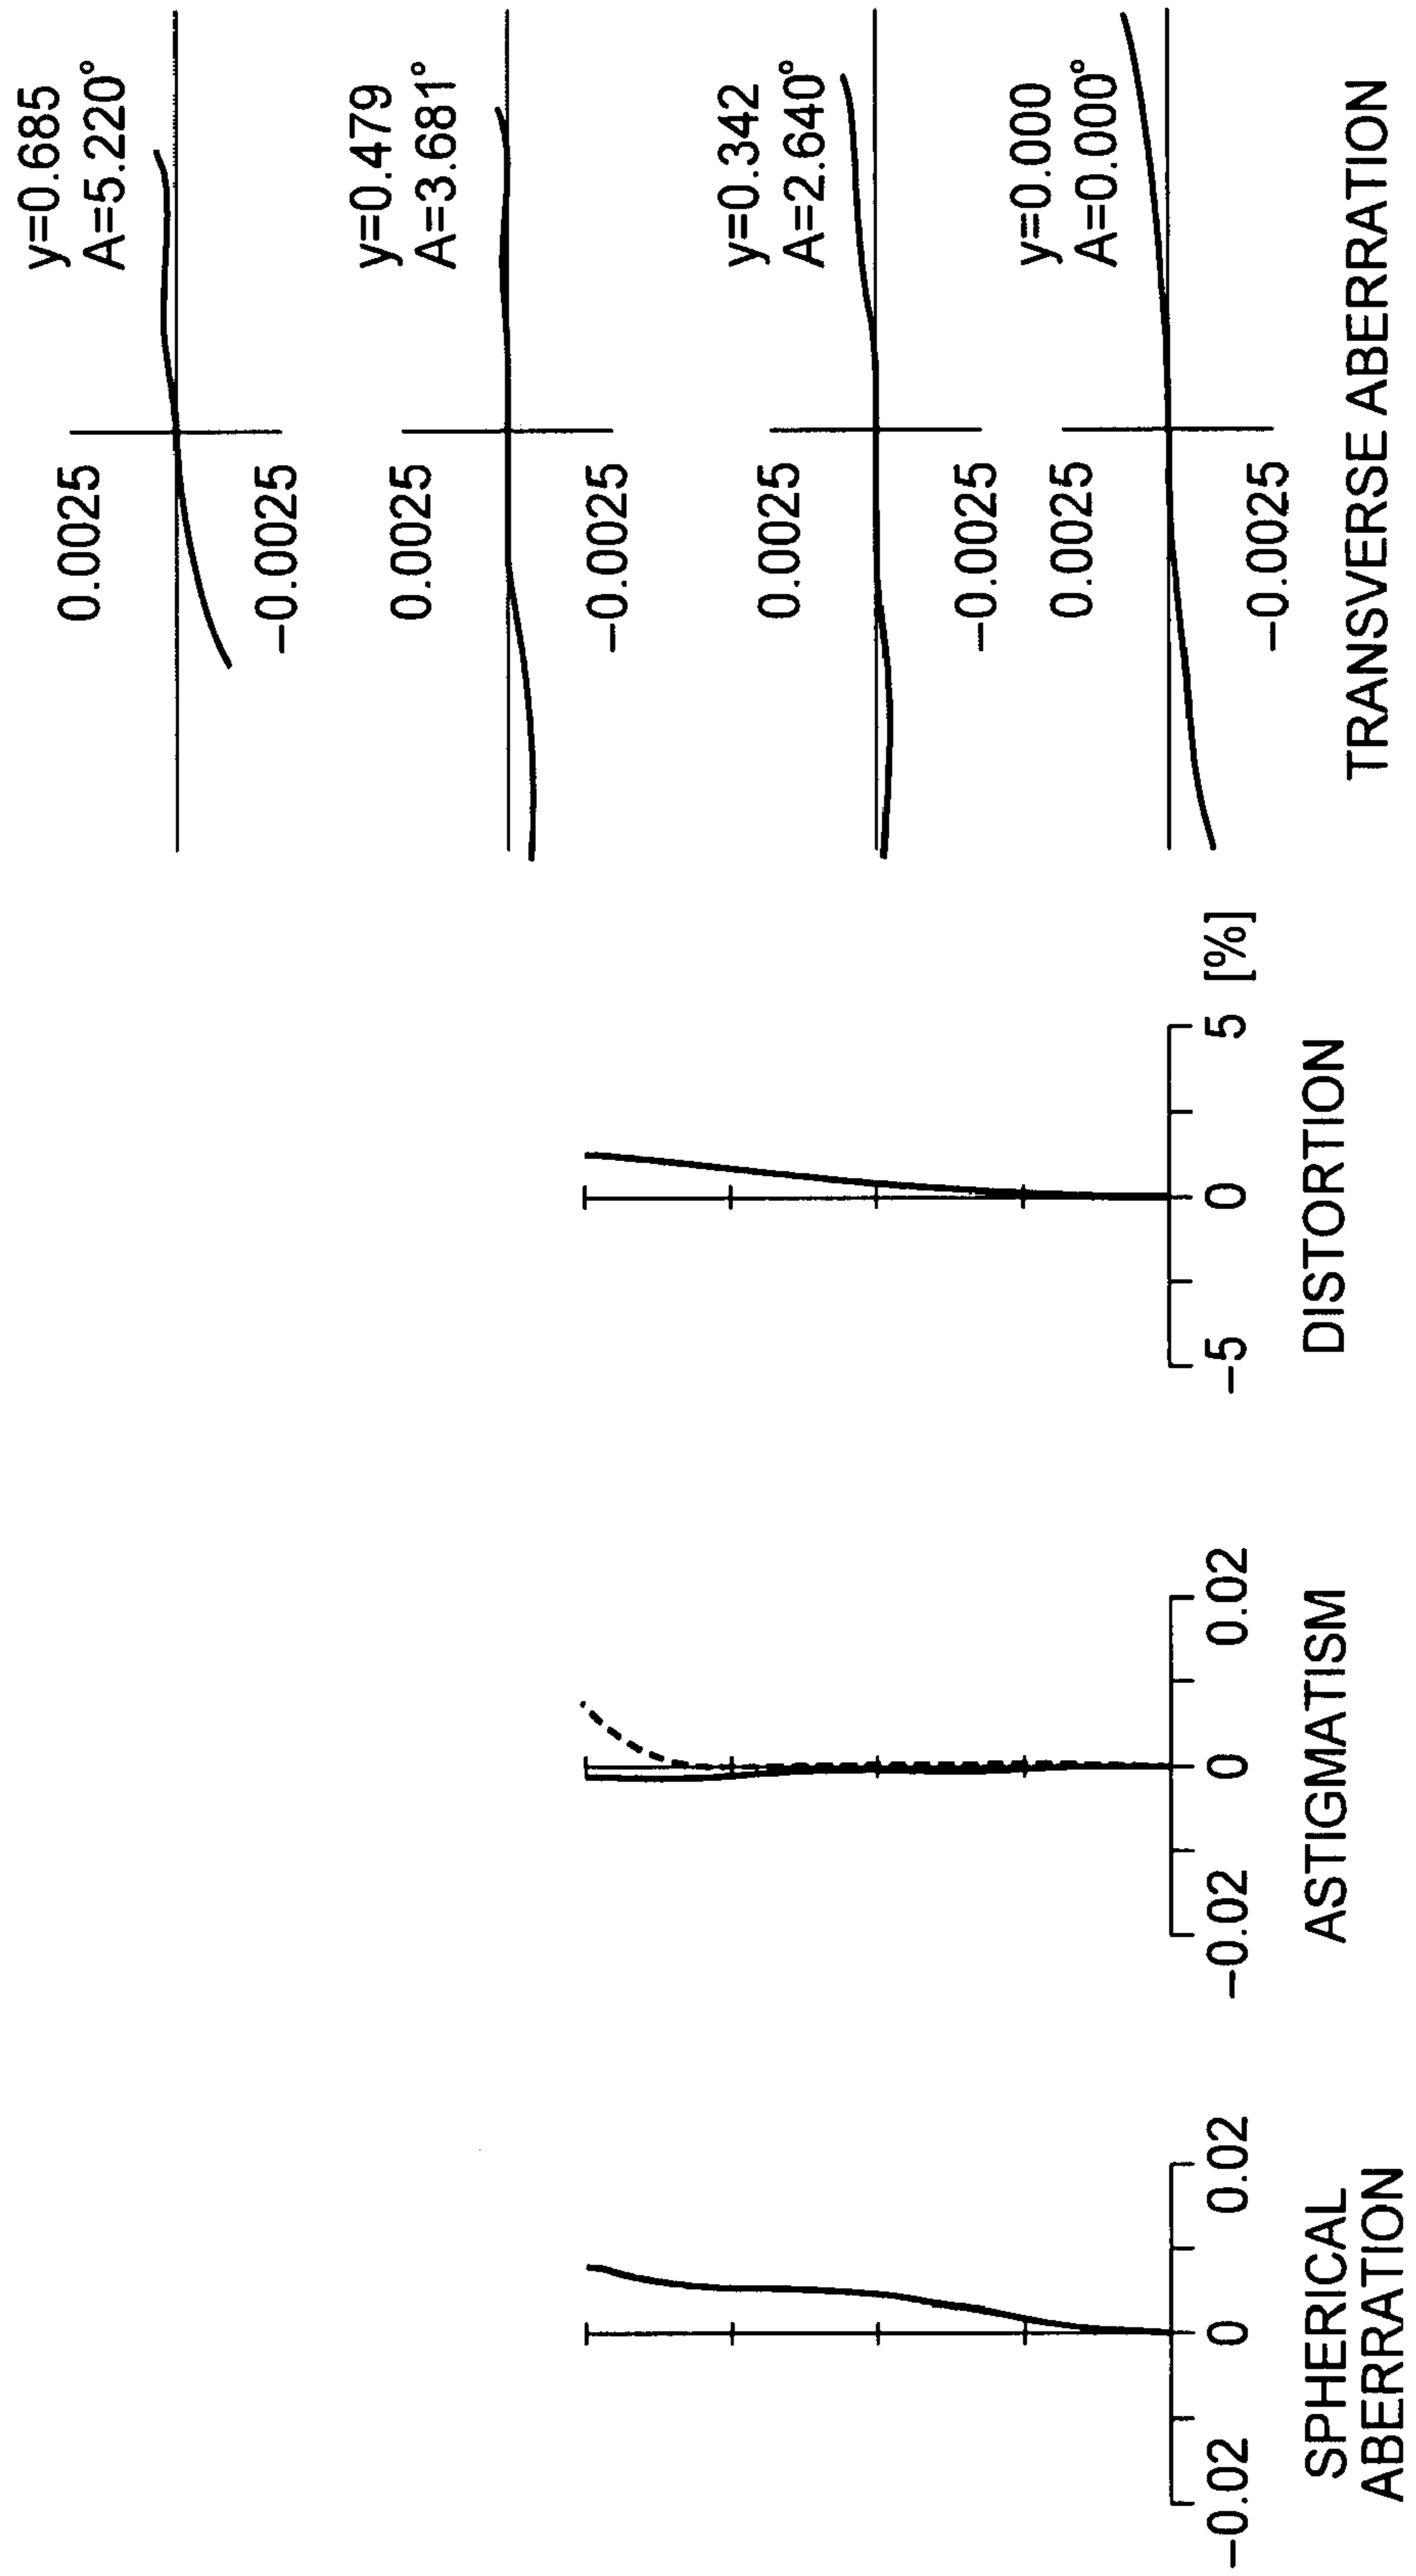 -0.02
0
0.02
SPHERICAL
ABERRATION
-0.02
0
0.02
ASTIGMATISM
-5
0
5
[%]
DISTORTION
y=0.685
A=5.220°
0.0025
-0.0025
y=0.479
A=3.681°
0.0025
-0.0025
y=0.342
A=2.640°
0.0025
-0.0025
y=0.000
A=0.000°
0.0025
-0.0025
TRANSVERSE ABERRATION